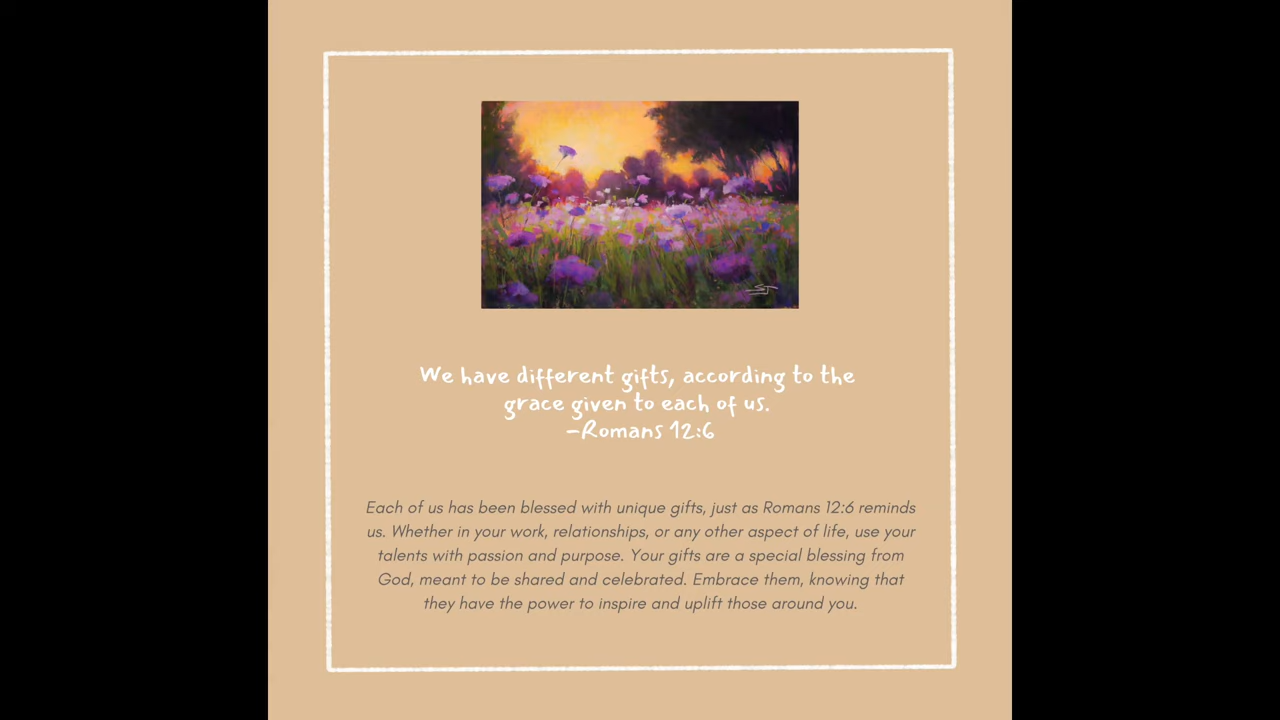 We have different gifts, according to the
grace given to each of us.
-Romans 12:6
Each of us has been blessed with unique gifts, just as Romans 12:6 reminds
us. Whether in your work, relationships, or any other aspect of life, use your
talents with passion and purpose. Your gifts are a special blessing from
God, meant to be shared and celebrated. Embrace them, knowing that
they have the power to inspire and uplift those around you.